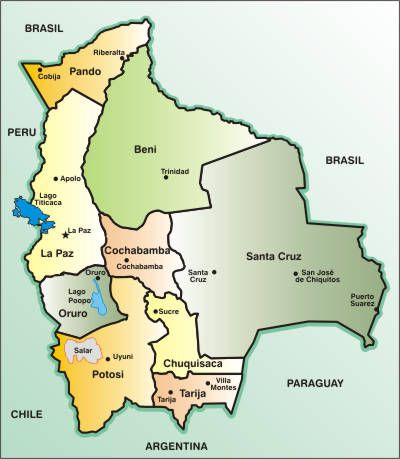 BRASIL
Riberalta
Cobija
Pando
PERU
Beni
Trinidad
BRASIL
Apolo
Lago
Titicaca
La Paz
La Paz
Cochabamba
Cochabamba
Santa Cruz
Santa
Cruz
San José
de Chiquitos
Puerto
Suarez
Oruro
Lago
Poopo
Oruro
Sucre
Salar
Uyuni
Potosi
Chuquisaca
Villa
Montes
Tarija
Tarija
PARAGUAY
CHILE
ARGENTINA